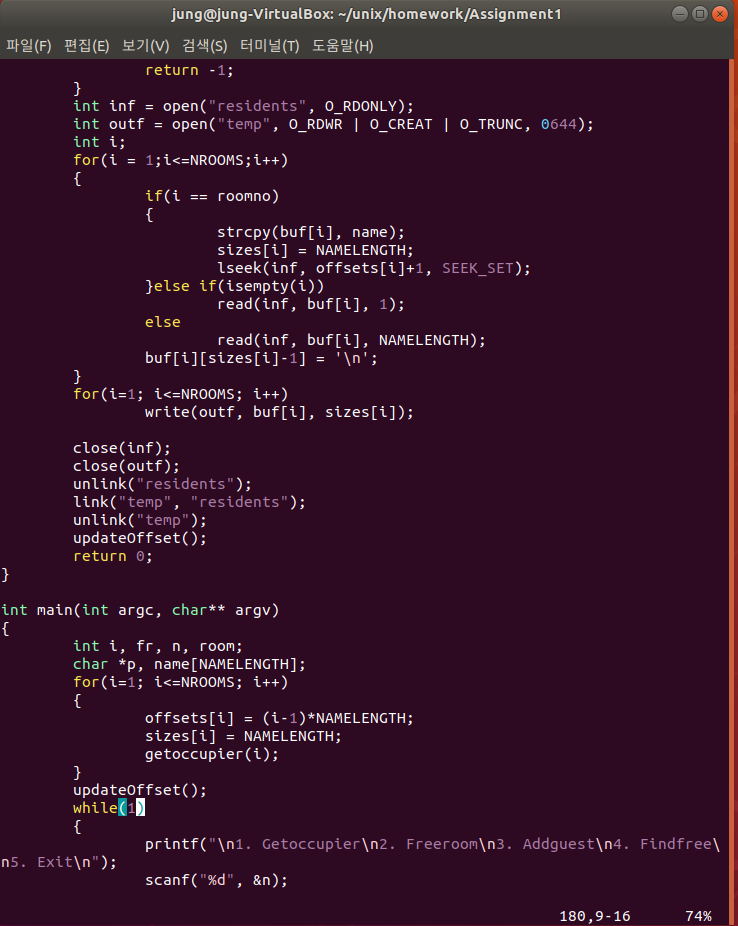 jung@jung-VirtualBox: ~/unix/homework/Assignment1
파일(F) 편집(E) 보기(V) 검색(S) 터미널(T) 도움말(H)
                return -1;
        }
        int inf = open("residents", O_RDONLY);
        int outf = open("temp", O_RDWR | O_CREAT | O_TRUNC, 0644);
        int i;
        for(i = 1;i<=NROOMS;i++)
        {
                if(i == roomno)
                {
                        strcpy(buf[i], name);
                        sizes[i] = NAMELENGTH;
                        lseek(inf, offsets[i]+1, SEEK_SET);
                }else if(isempty(i))
                        read(inf, buf[i], 1);
                else
                        read(inf, buf[i], NAMELENGTH);
                buf[i][sizes[i]-1] = '\n';
        }
        for(i=1; i<=NROOMS; i++)
                write(outf, buf[i], sizes[i]);
        close(inf);
        close(outf);
        unlink("residents");
        link("temp", "residents");
        unlink("temp");
        updateOffset();
        return 0;
}
int main(int argc, char** argv)
{
        int i, fr, n, room;
        char *p, name[NAMELENGTH];
        for(i=1; i<=NROOMS; i++)
        {
                offsets[i] = (i-1)*NAMELENGTH;
                sizes[i] = NAMELENGTH;
                getoccupier(i);
        }
        updateOffset();
        while(1)
        {
                printf("\n1. Getoccupier\n2. Freeroom\n3. Addguest\n4. Findfree\
n5. Exit\n");
                scanf("%d", &n);
180,9-16 74%